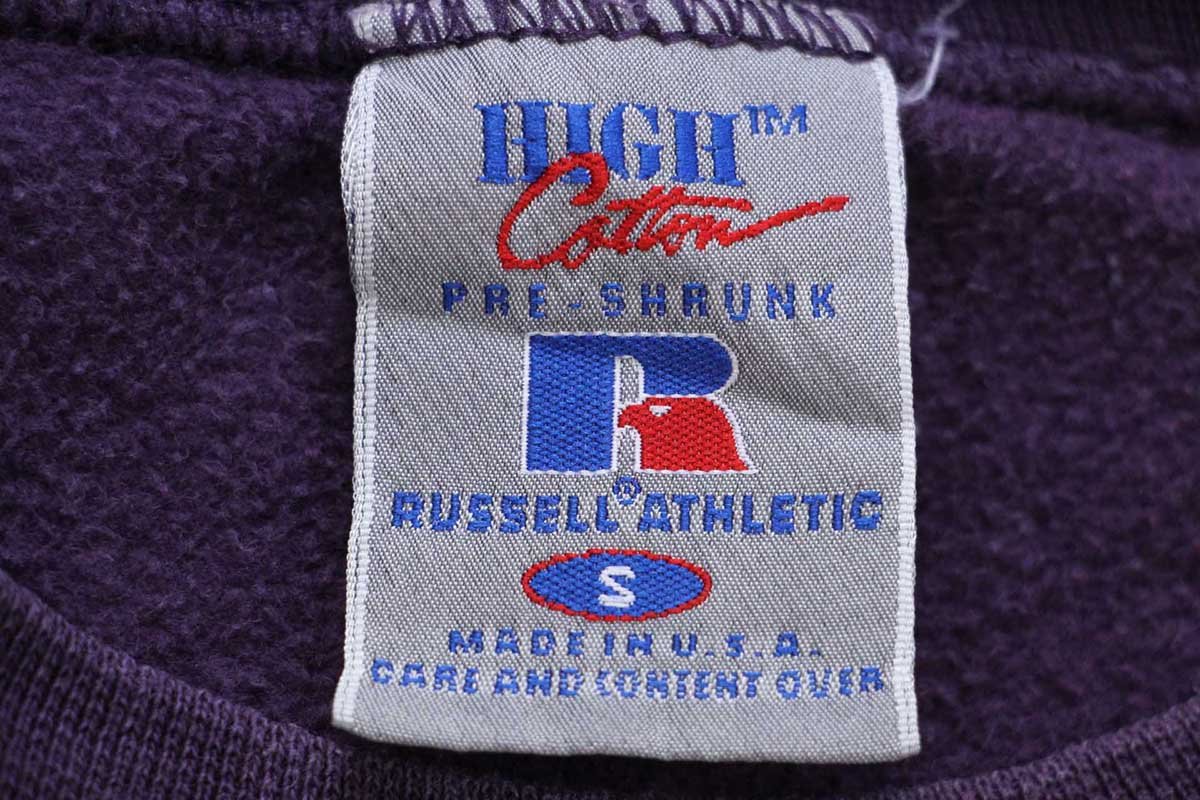 HIGH™
Cotton
PRE-SHRUNK
R
RUSSELL® ATHLETIC
S
MADE IN U.S.A.
CARE AND CONTENT OVER